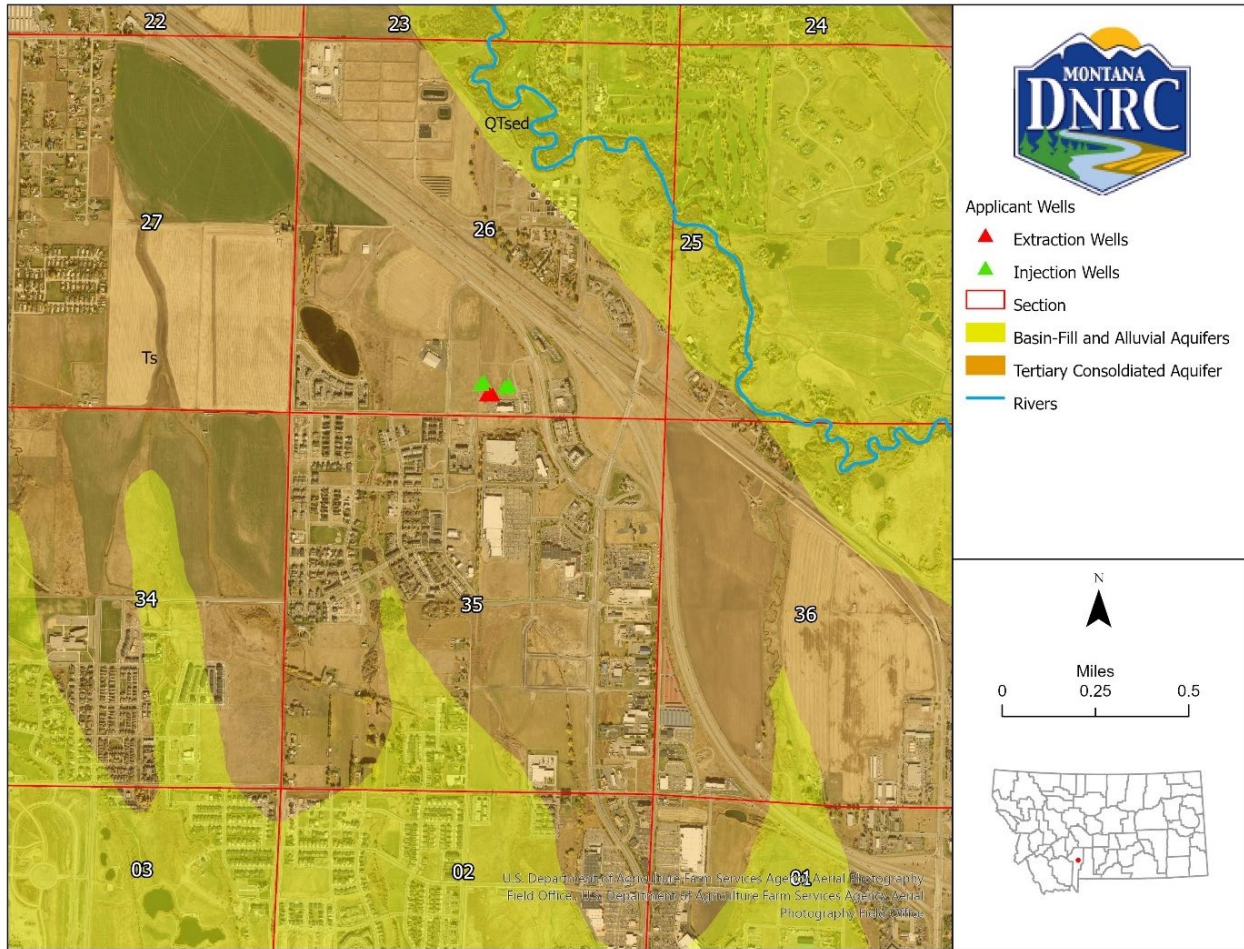 22
23
24
QTsed
27
26
25
Ts
34
35
36
03
02
01
U.S. Department of Agriculture Farm Services Agency Aerial Photography
Field Office, U.S. Department of Agriculture Farm Services Agency Aerial
Photography Field Office
MONTANA
DNRC
Applicant Wells
Extraction Wells
Injection Wells
Section
Basin-Fill and Alluvial Aquifers
Tertiary Consoldiated Aquifer
Rivers
N
Miles
0 0.25 0.5